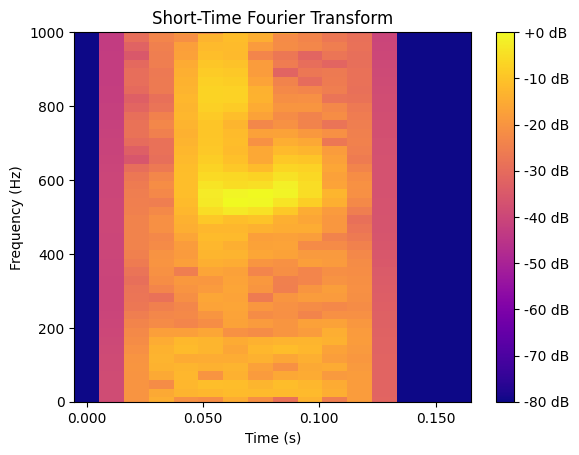 Short-Time Fourier Transform
Frequency (Hz)
1000
800
600
400
200
0
0.000
0.050
0.100
0.150
Time (s)
+0 dB
-10 dB
-20 dB
-30 dB
-40 dB
-50 dB
-60 dB
-70 dB
-80 dB